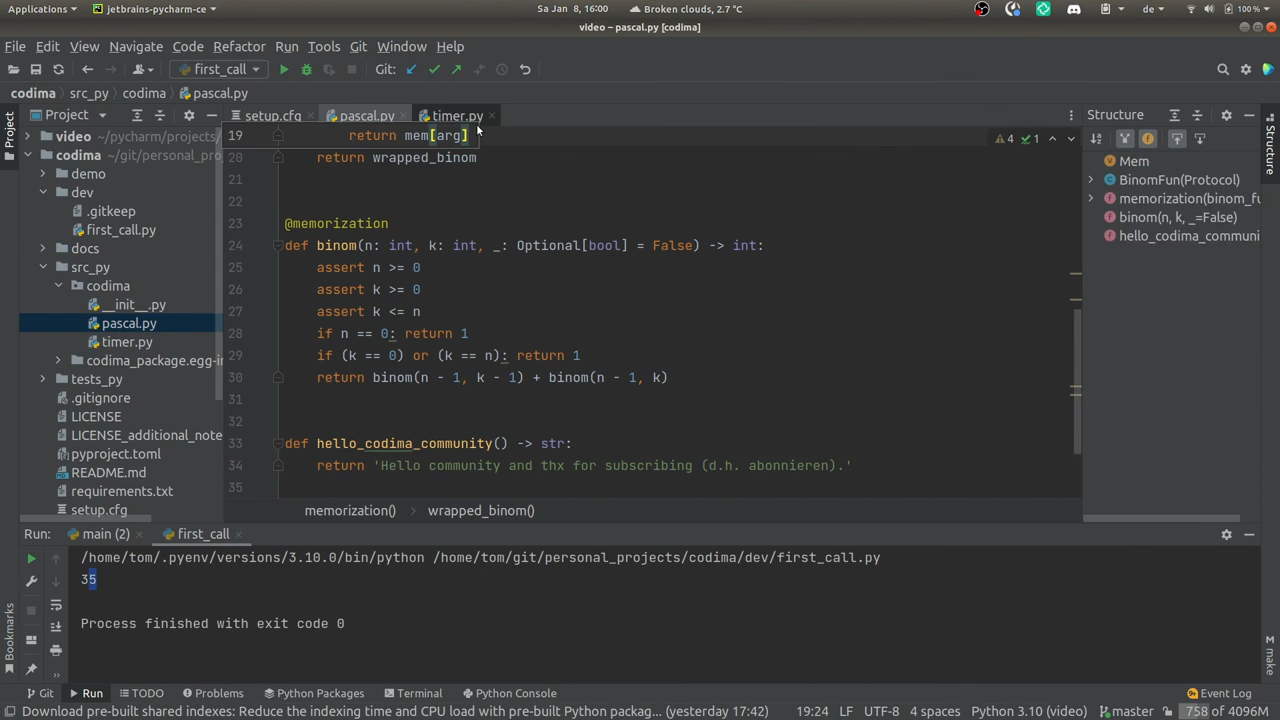 Applications jetbrains-pycharm-ce Sa Jan 8, 16:00 Broken clouds, 2.7 °C de 100 %
video – pascal.py [codima]
File Edit View Navigate Code Refactor Run Tools Git Window Help
first_call Git:
codima src_py codima pascal.py
Project
setup.cfg pascal.py timer.py
Structure
video ~/pycharm/projects
codima ~/git/personal_pro
demo
dev
.gitkeep
first_call.py
docs
src_py
codima
__init__.py
pascal.py
timer.py
codima_package.egg-in
tests_py
.gitignore
LICENSE
LICENSE_additional_note
pyproject.toml
README.md
requirements.txt
setup.cfg
19 return mem[arg]
20 return wrapped_binom
21
22
23 @memorization
24 def binom(n: int, k: int, _: Optional[bool] = False) -> int:
25 assert n >= 0
26 assert k >= 0
27 assert k <= n
28 if n == 0: return 1
29 if (k == 0) or (k == n): return 1
30 return binom(n - 1, k - 1) + binom(n - 1, k)
31
32
33 def hello_codima_community() -> str:
34 return 'Hello community and thx for subscribing (d.h. abonnieren).'
35
memorization() wrapped_binom()
4 1
Mem
BinomFun(Protocol)
memorization(binom_fu
binom(n, k, _=False)
hello_codima_communi
Project
Bookmarks
Structure
make
Run: main (2) first_call
/home/tom/.pyenv/versions/3.10.0/bin/python /home/tom/git/personal_projects/codima/dev/first_call.py
35
Process finished with exit code 0
Git Run TODO Problems Python Packages Terminal Python Console Event Log
Download pre-built shared indexes: Reduce the indexing time and CPU load with pre-built Python packag... (yesterday 17:42) 19:24 LF UTF-8 4 spaces Python 3.10 (video) master 758 of 4096M